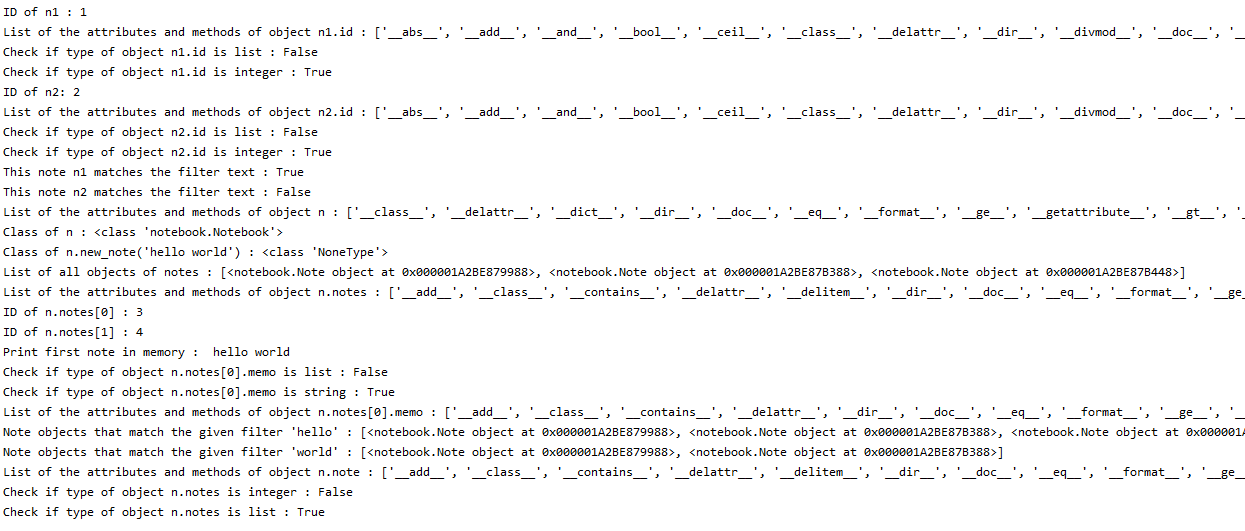 ID of n1 : 1
List of the attributes and methods of object n1.id : ['__abs__', '__add__', '__and__', '__bool__', '__ceil__', '__class__', '__delattr__', '__dir__', '__divmod__', '__doc__', '__
Check if type of object n1.id is list : False
Check if type of object n1.id is integer : True
ID of n2: 2
List of the attributes and methods of object n2.id : ['__abs__', '__add__', '__and__', '__bool__', '__ceil__', '__class__', '__delattr__', '__dir__', '__divmod__', '__doc__', '__
Check if type of object n2.id is list : False
Check if type of object n2.id is integer : True
This note n1 matches the filter text : True
This note n2 matches the filter text : False
List of the attributes and methods of object n : ['__class__', '__delattr__', '__dict__', '__dir__', '__doc__', '__eq__', '__format__', '__ge__', '__getattribute__', '__gt__', '_
Class of n : <class 'notebook.Notebook'>
Class of n.new_note('hello world') : <class 'NoneType'>
List of all objects of notes : [<notebook.Note object at 0x000001A2BE879988>, <notebook.Note object at 0x000001A2BE87B388>, <notebook.Note object at 0x000001A2BE87B448>]
List of the attributes and methods of object n.notes : ['__add__', '__class__', '__contains__', '__delattr__', '__delitem__', '__dir__', '__doc__', '__eq__', '__format__', '__ge_
ID of n.notes[0] : 3
ID of n.notes[1] : 4
Print first note in memory :  hello world
Check if type of object n.notes[0].memo is list : False
Check if type of object n.notes[0].memo is string : True
List of the attributes and methods of object n.notes[0].memo : ['__add__', '__class__', '__contains__', '__delattr__', '__dir__', '__doc__', '__eq__', '__format__', '__ge__', '_
Note objects that match the given filter 'hello' : [<notebook.Note object at 0x000001A2BE879988>, <notebook.Note object at 0x000001A2BE87B388>, <notebook.Note object at 0x000001A
Note objects that match the given filter 'world' : [<notebook.Note object at 0x000001A2BE879988>, <notebook.Note object at 0x000001A2BE87B388>]
List of the attributes and methods of object n.note : ['__add__', '__class__', '__contains__', '__delattr__', '__delitem__', '__dir__', '__doc__', '__eq__', '__format__', '__ge__
Check if type of object n.notes is integer : False
Check if type of object n.notes is list : True